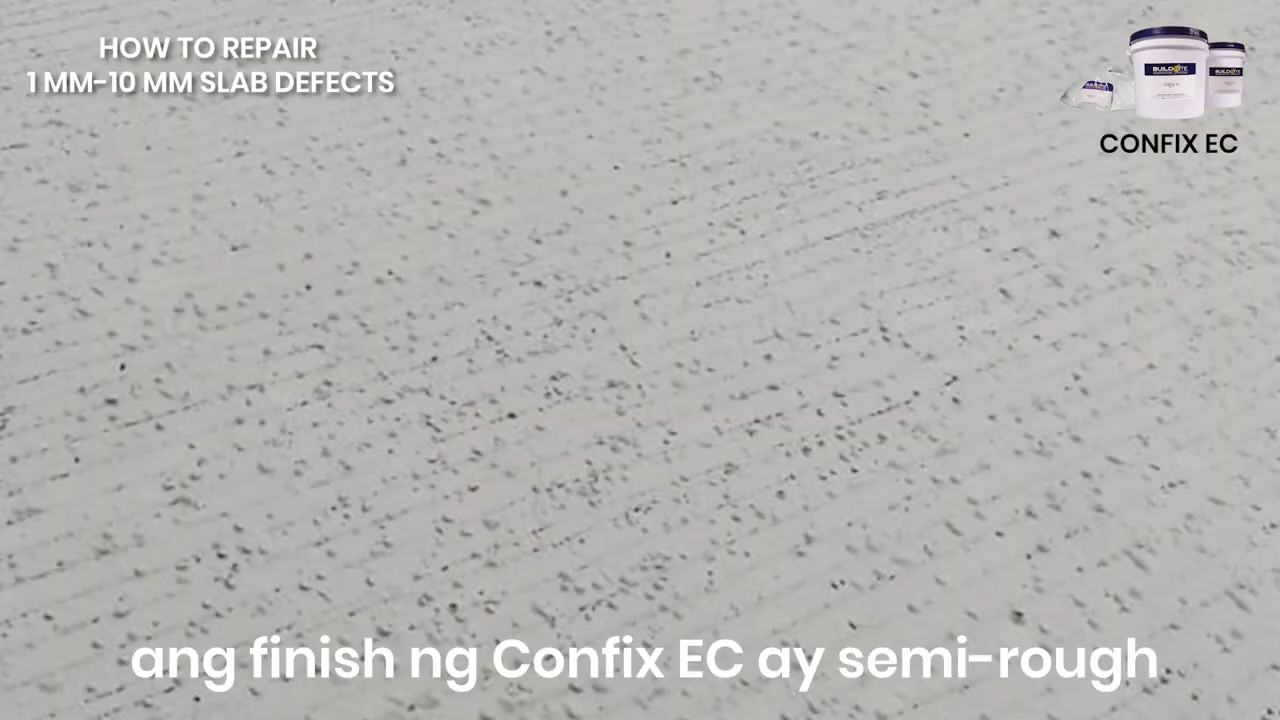 HOW TO REPAIR
1 MM-10 MM SLAB DEFECTS
CONFIX EC
ang finish ng Confix EC ay semi-rough